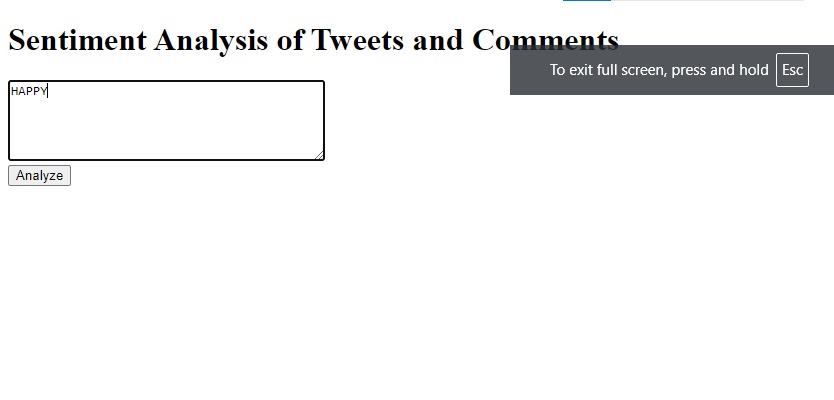 Sentiment Analysis of Tweets and Comments
To exit full screen, press and hold Esc
HAPPY
Analyze